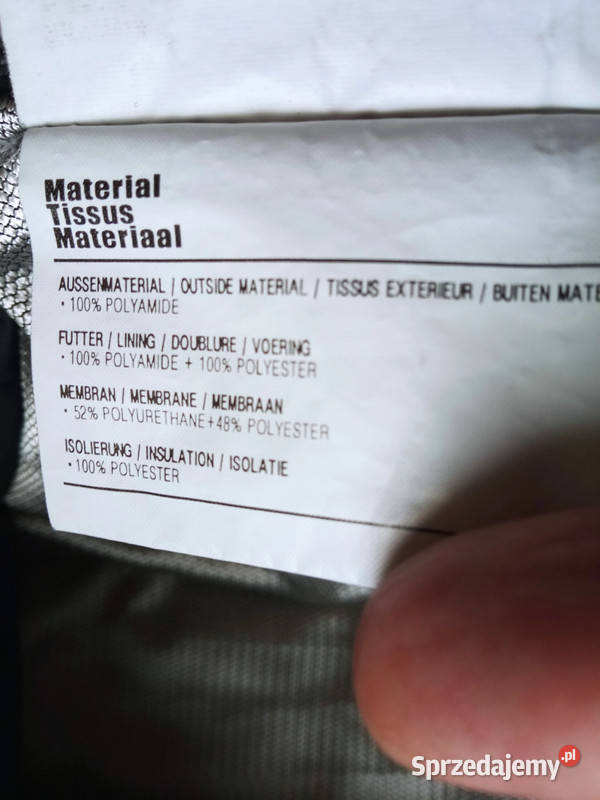 Material
Tissus
Materiaal
AUSSENMATERIAL / OUTSIDE MATERIAL / TISSUS EXTERIEUR / BUITEN MATE
• 100% POLYAMIDE
FUTTER / LINING / DOUBLURE / VOERING
• 100% POLYAMIDE + 100% POLYESTER
MEMBRAN / MEMBRANE / MEMBRAAN
• 52% POLYURETHANE+48% POLYESTER
ISOLIERUNG / INSULATION / ISOLATIE
• 100% POLYESTER
Sprzedajemy.pl